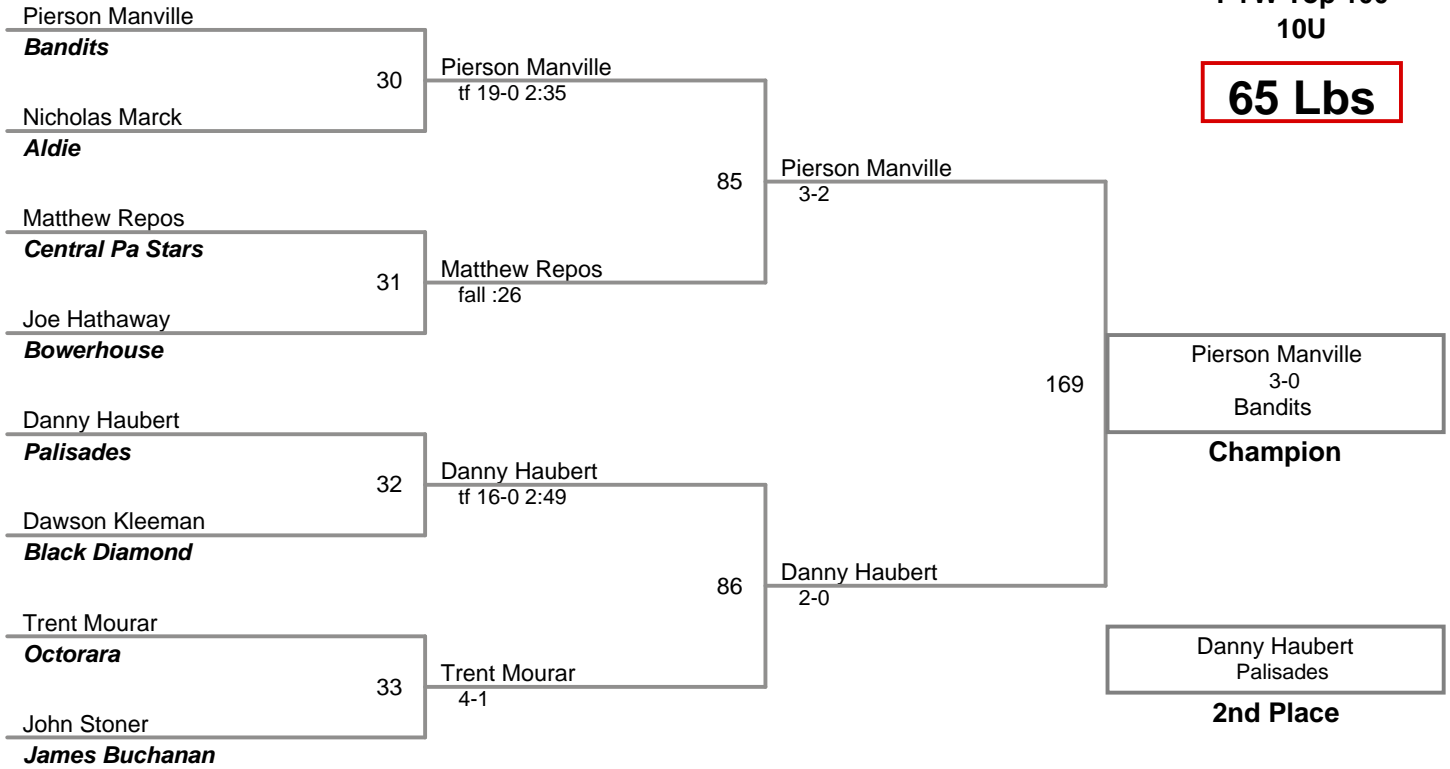 10U
65 Lbs
Pierson Manville
Bandits
30
Nicholas Marck
Aldie
Matthew Repos
Central Pa Stars
31
Joe Hathaway
Bowerhouse
Danny Haubert
Palisades
32
Dawson Kleeman
Black Diamond
Trent Mourar
Octorara
33
John Stoner
James Buchanan
Pierson Manville
tf 19-0 2:35
85
Matthew Repos
fall :26
Danny Haubert
tf 16-0 2:49
86
Trent Mourar
4-1
Pierson Manville
3-2
169
Danny Haubert
2-0
Pierson Manville
3-0
Bandits
Champion
Danny Haubert
Palisades
2nd Place